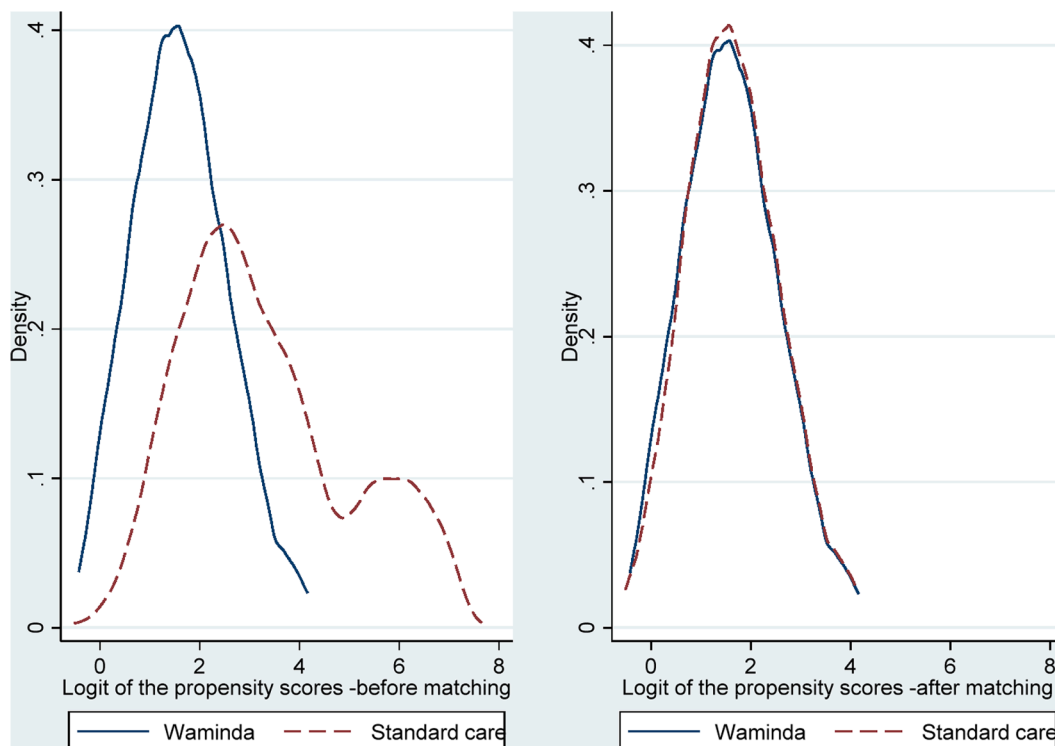 .4
.3
.2
.1
0
Density
0 2 4 6 8
Logit of the propensity scores -before matching
Waminda Standard care
.4
.3
.2
.1
0
Density
0 2 4 6 8
Logit of the propensity scores -after matching
Waminda Standard care